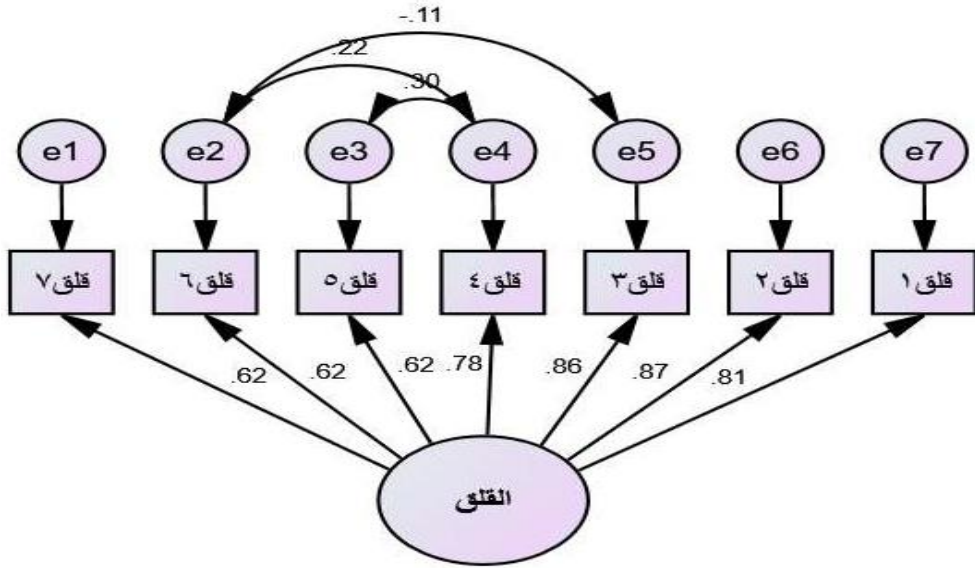 -.11
.22
.30
e1 e2 e3 e4 e5 e6 e7
قلق٧ قلق٦ قلق٥ قلق٤ قلق٣ قلق٢ قلق١
.62 .62 .62 .78 .86 .87 .81
القلق